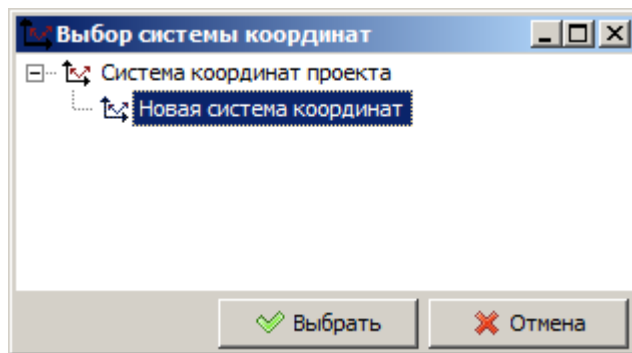 Выбор системы координат
Система координат проекта
Новая система координат
Выбрать Отмена